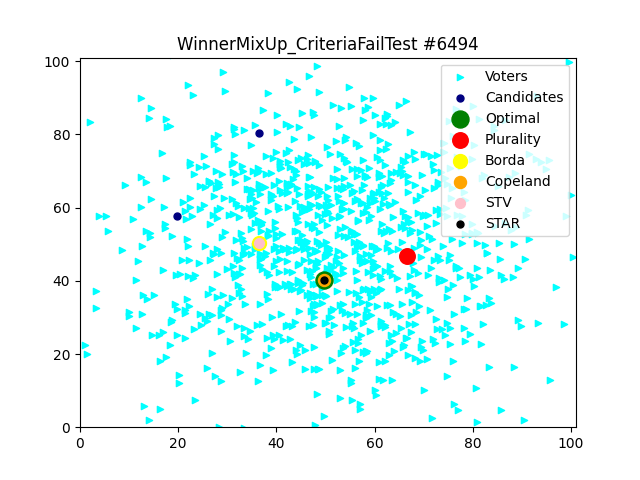 WinnerMixUp_CriteriaFailTest #6494
100
80
60
40
20
0
0 20 40 60 80 100
Voters
Candidates
Optimal
Plurality
Borda
Copeland
STV
STAR